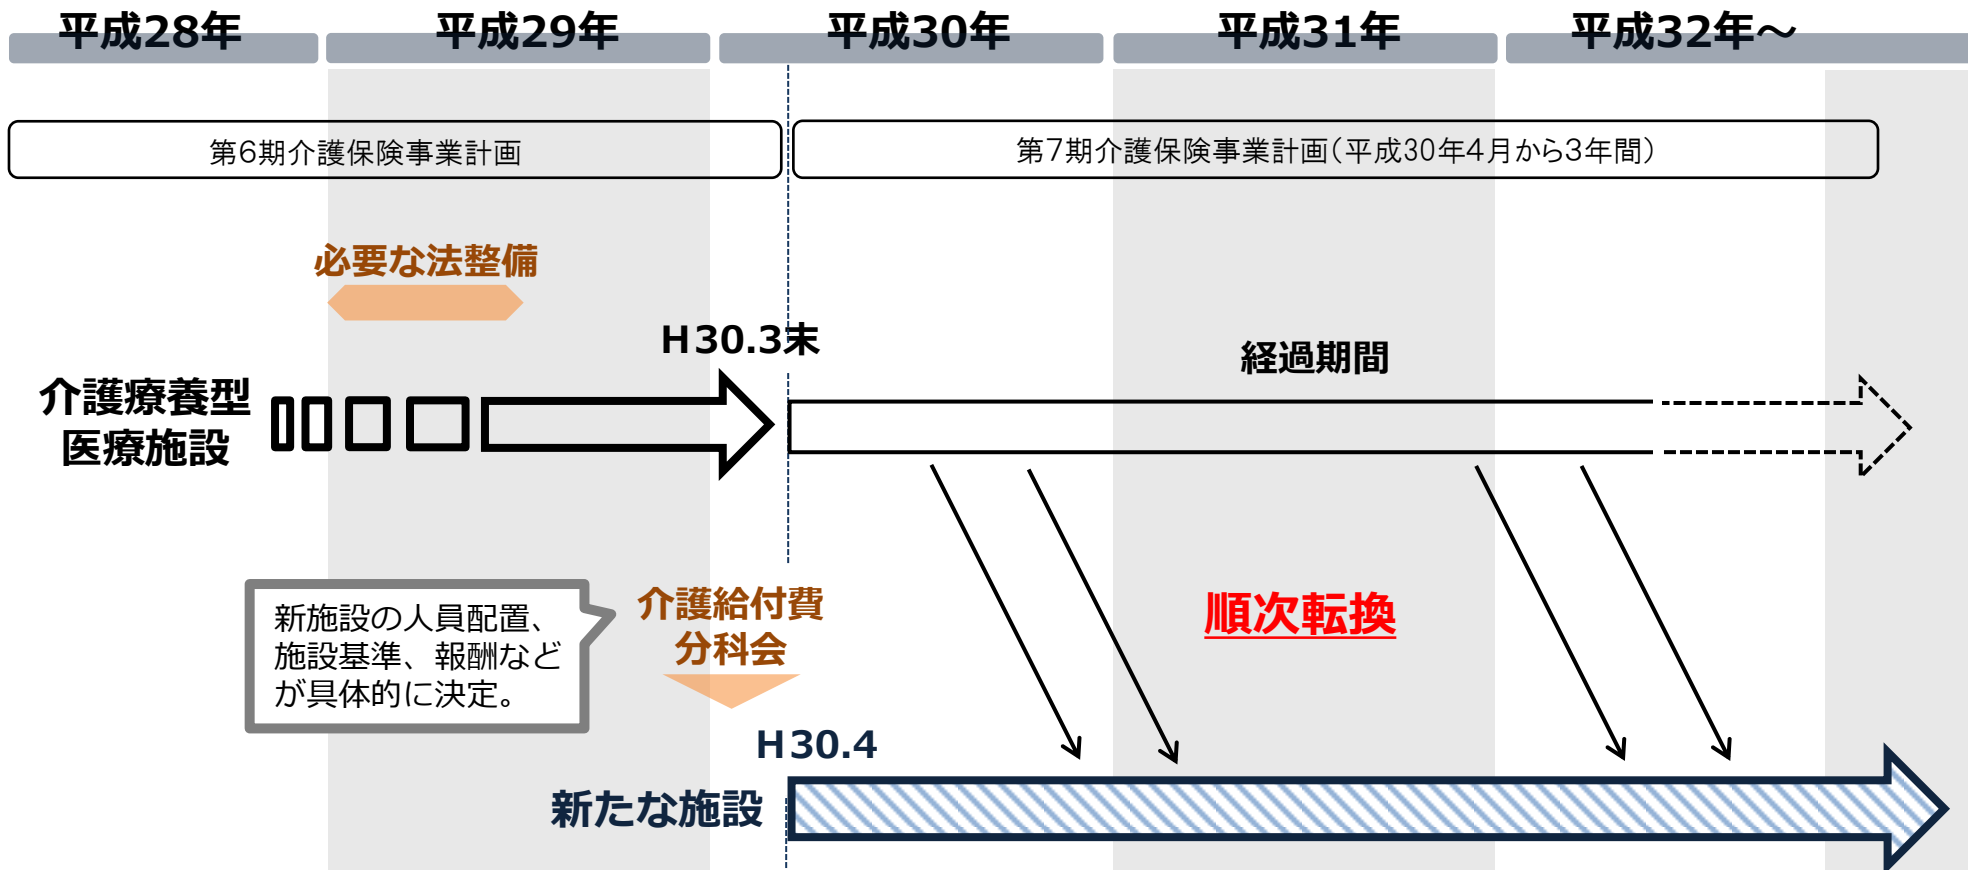 平成28年
平成29年
平成30年
平成31年
平成32年～
第6期介護保険事業計画
第7期介護保険事業計画（平成30年4月から3年間）
必要な法整備
H30.3末
経過期間
介護療養型
医療施設
新施設の人員配置、
施設基準、報酬など
が具体的に決定。
介護給付費
分科会
順次転換
H30.4
新たな施設